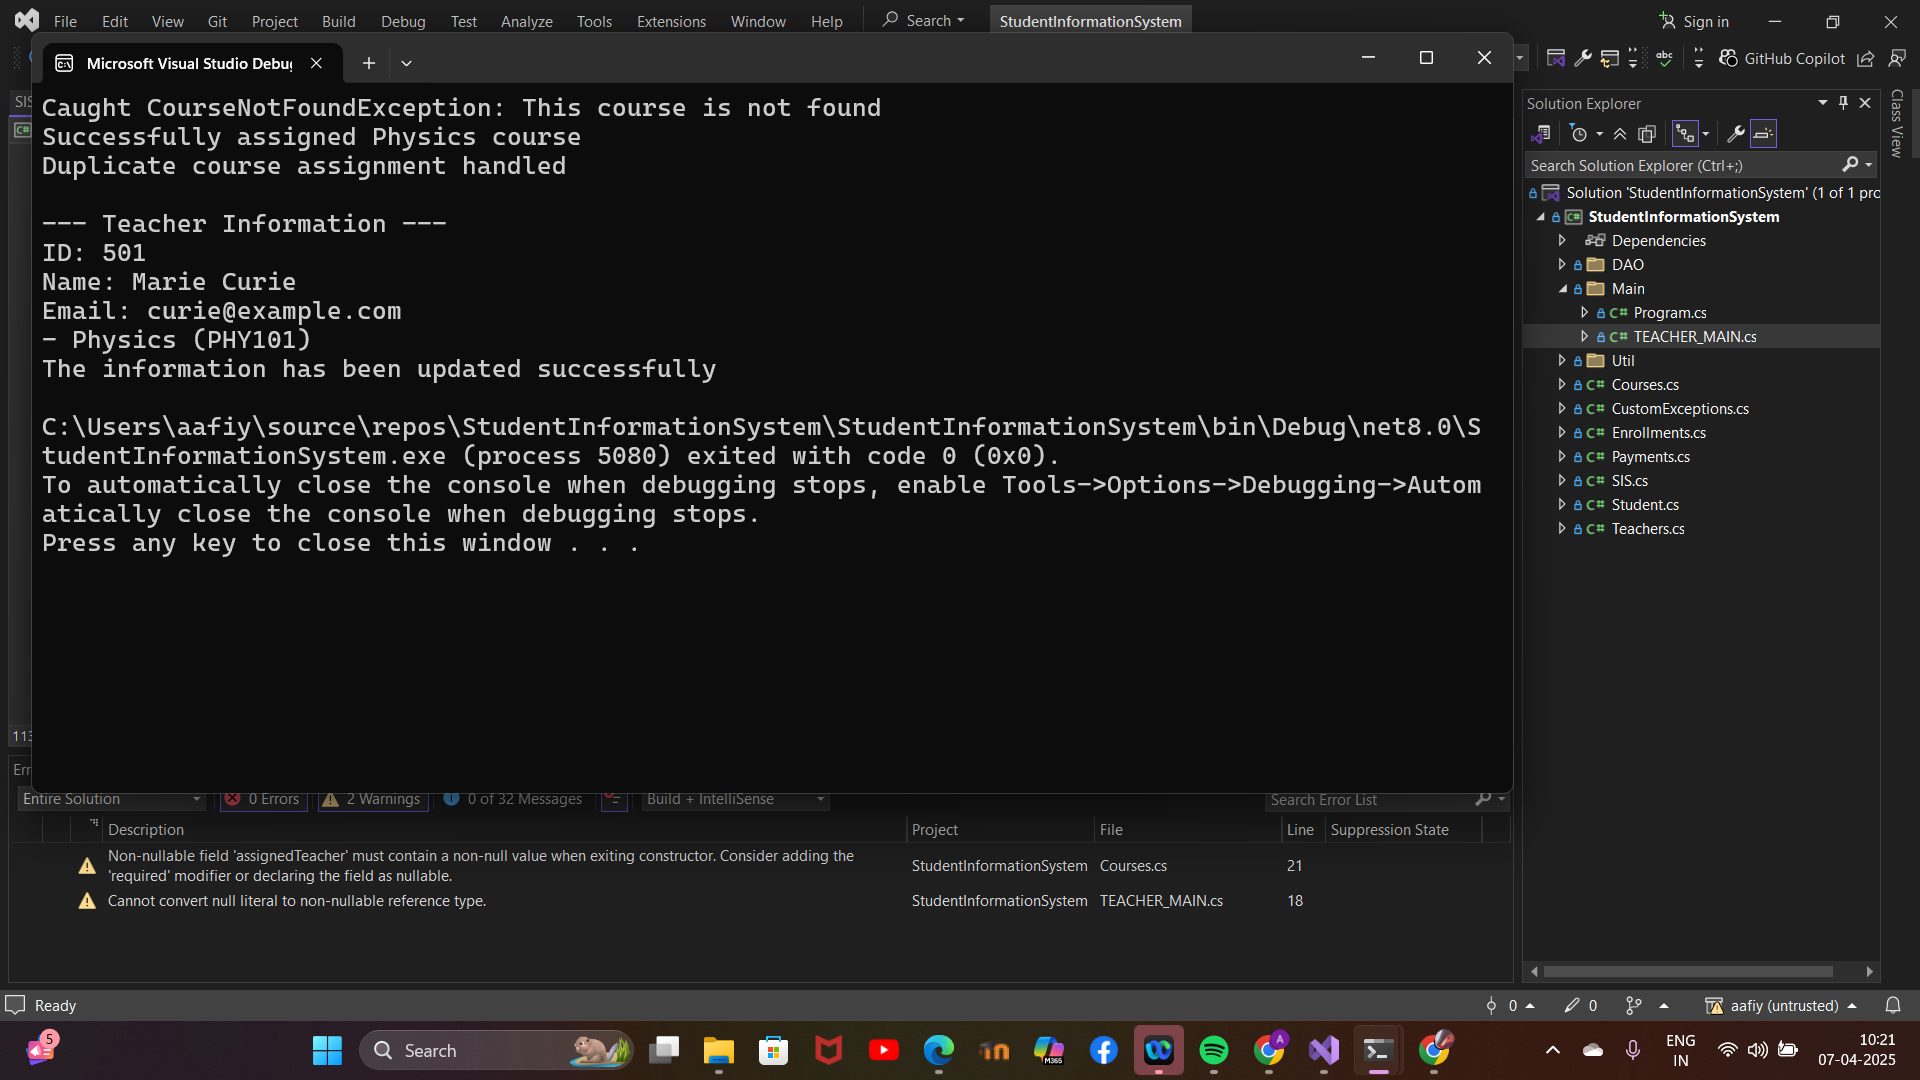 File Edit View Git Project Build Debug Test Analyze Tools Extensions Window Help Search StudentInformationSystem Sign in
Microsoft Visual Studio Debu
GitHub Copilot
Caught CourseNotFoundException: This course is not found
Successfully assigned Physics course
Duplicate course assignment handled
--- Teacher Information ---
ID: 501
Name: Marie Curie
Email: curie@example.com
- Physics (PHY101)
The information has been updated successfully
C:\Users\aafiy\source\repos\StudentInformationSystem\StudentInformationSystem\bin\Debug\net8.0\S
tudentInformationSystem.exe (process 5080) exited with code 0 (0x0).
To automatically close the console when debugging stops, enable Tools->Options->Debugging->Autom
atically close the console when debugging stops.
Press any key to close this window . . .
Solution Explorer
Search Solution Explorer (Ctrl+;)
Solution 'StudentInformationSystem' (1 of 1 pro
StudentInformationSystem
Dependencies
DAO
Main
C# Program.cs
C# TEACHER_MAIN.cs
Util
C# Courses.cs
C# CustomExceptions.cs
C# Enrollments.cs
C# Payments.cs
C# SIS.cs
C# Student.cs
C# Teachers.cs
Class View
SIS
C#
113
Err
Entire Solution 0 Errors 2 Warnings 0 of 32 Messages Build + IntelliSense Search Error List
Description Project File Line Suppression State
Non-nullable field 'assignedTeacher' must contain a non-null value when exiting constructor. Consider adding the
'required' modifier or declaring the field as nullable. StudentInformationSystem Courses.cs 21
Cannot convert null literal to non-nullable reference type. StudentInformationSystem TEACHER_MAIN.cs 18
Ready 0 0 aafiy (untrusted)
5 Search M365 A ENG 10:21
IN 07-04-2025